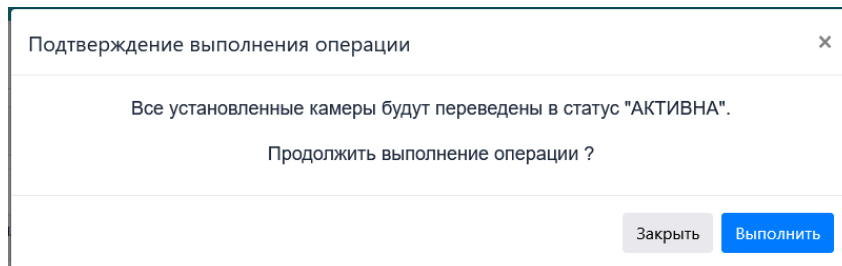 Подтверждение выполнения операции ×
Все установленные камеры будут переведены в статус "АКТИВНА".
Продолжить выполнение операции ?
Закрыть Выполнить